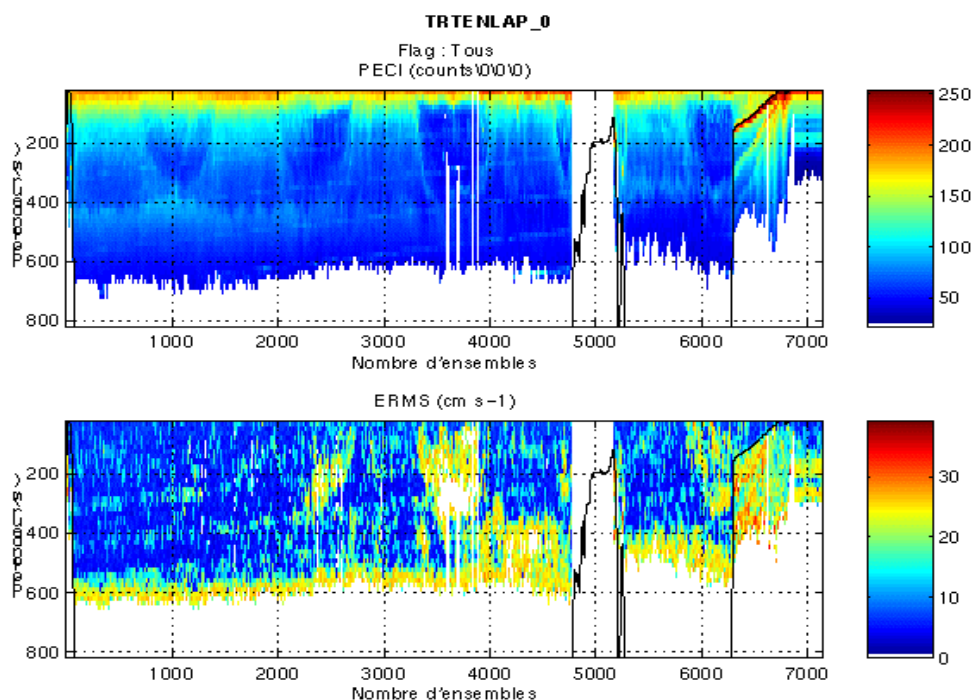 TRTENLAP_0
Flag : Tous
PECI (counts\0\0\0)
200
400
600
800
1000 2000 3000 4000 5000 6000 7000
Nombre d'ensembles
250
200
150
100
50
ERMS (cm s-1)
200
400
600
800
1000 2000 3000 4000 5000 6000 7000
Nombre d'ensembles
30
20
10
0